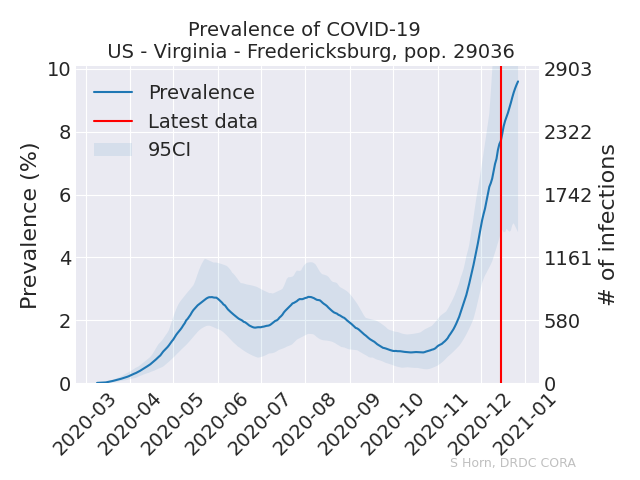 Prevalence of COVID-19
US - Virginia - Fredericksburg, pop. 29036
Prevalence
Latest data
95CI
Prevalence (%)
10
8
6
4
2
0
2903
2322
1742
1161
580
0
# of infections
2020-03
2020-04
2020-05
2020-06
2020-07
2020-08
2020-09
2020-10
2020-11
2020-12
2021-01
S Horn, DRDC CORA